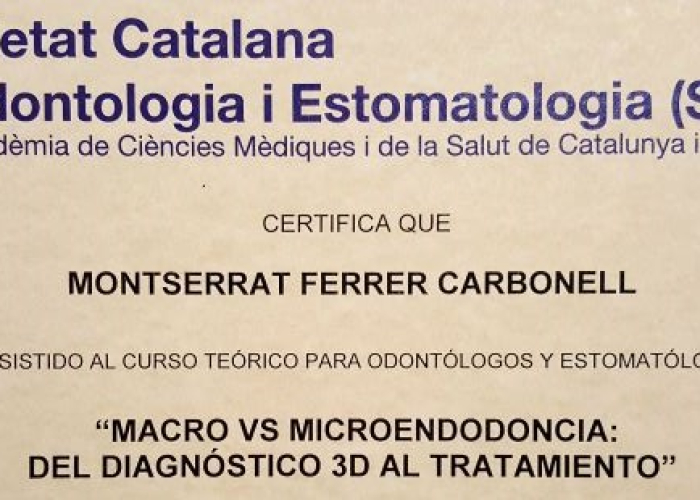 etat Catalana
dontologia i Estomatologia (S
dèmia de Ciències Mèdiques i de la Salut de Catalunya i
CERTIFICA QUE
MONTSERRAT FERRER CARBONELL
SISTIDO AL CURSO TEÓRICO PARA ODONTÓLOGOS Y ESTOMATÓLO
“MACRO VS MICROENDODONCIA:
DEL DIAGNÓSTICO 3D AL TRATAMIENTO”